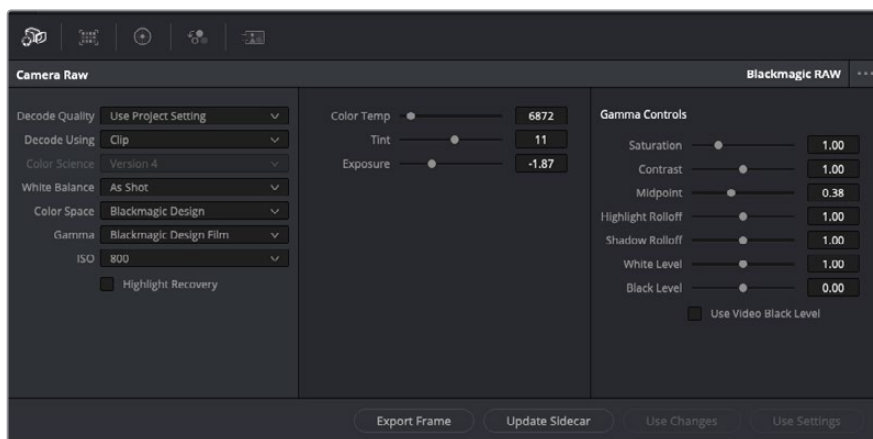 Camera Raw
Blackmagic RAW
Decode Quality Use Project Setting
Decode Using Clip
Color Science Version 4
White Balance As Shot
Color Space Blackmagic Design
Gamma Blackmagic Design Film
ISO 800
Highlight Recovery
Color Temp 6872
Tint 11
Exposure -1.87
Gamma Controls
Saturation 1.00
Contrast 1.00
Midpoint 0.38
Highlight Rolloff 1.00
Shadow Rolloff 1.00
White Level 1.00
Black Level 0.00
Use Video Black Level
Export Frame
Update Sidecar
Use Changes
Use Settings